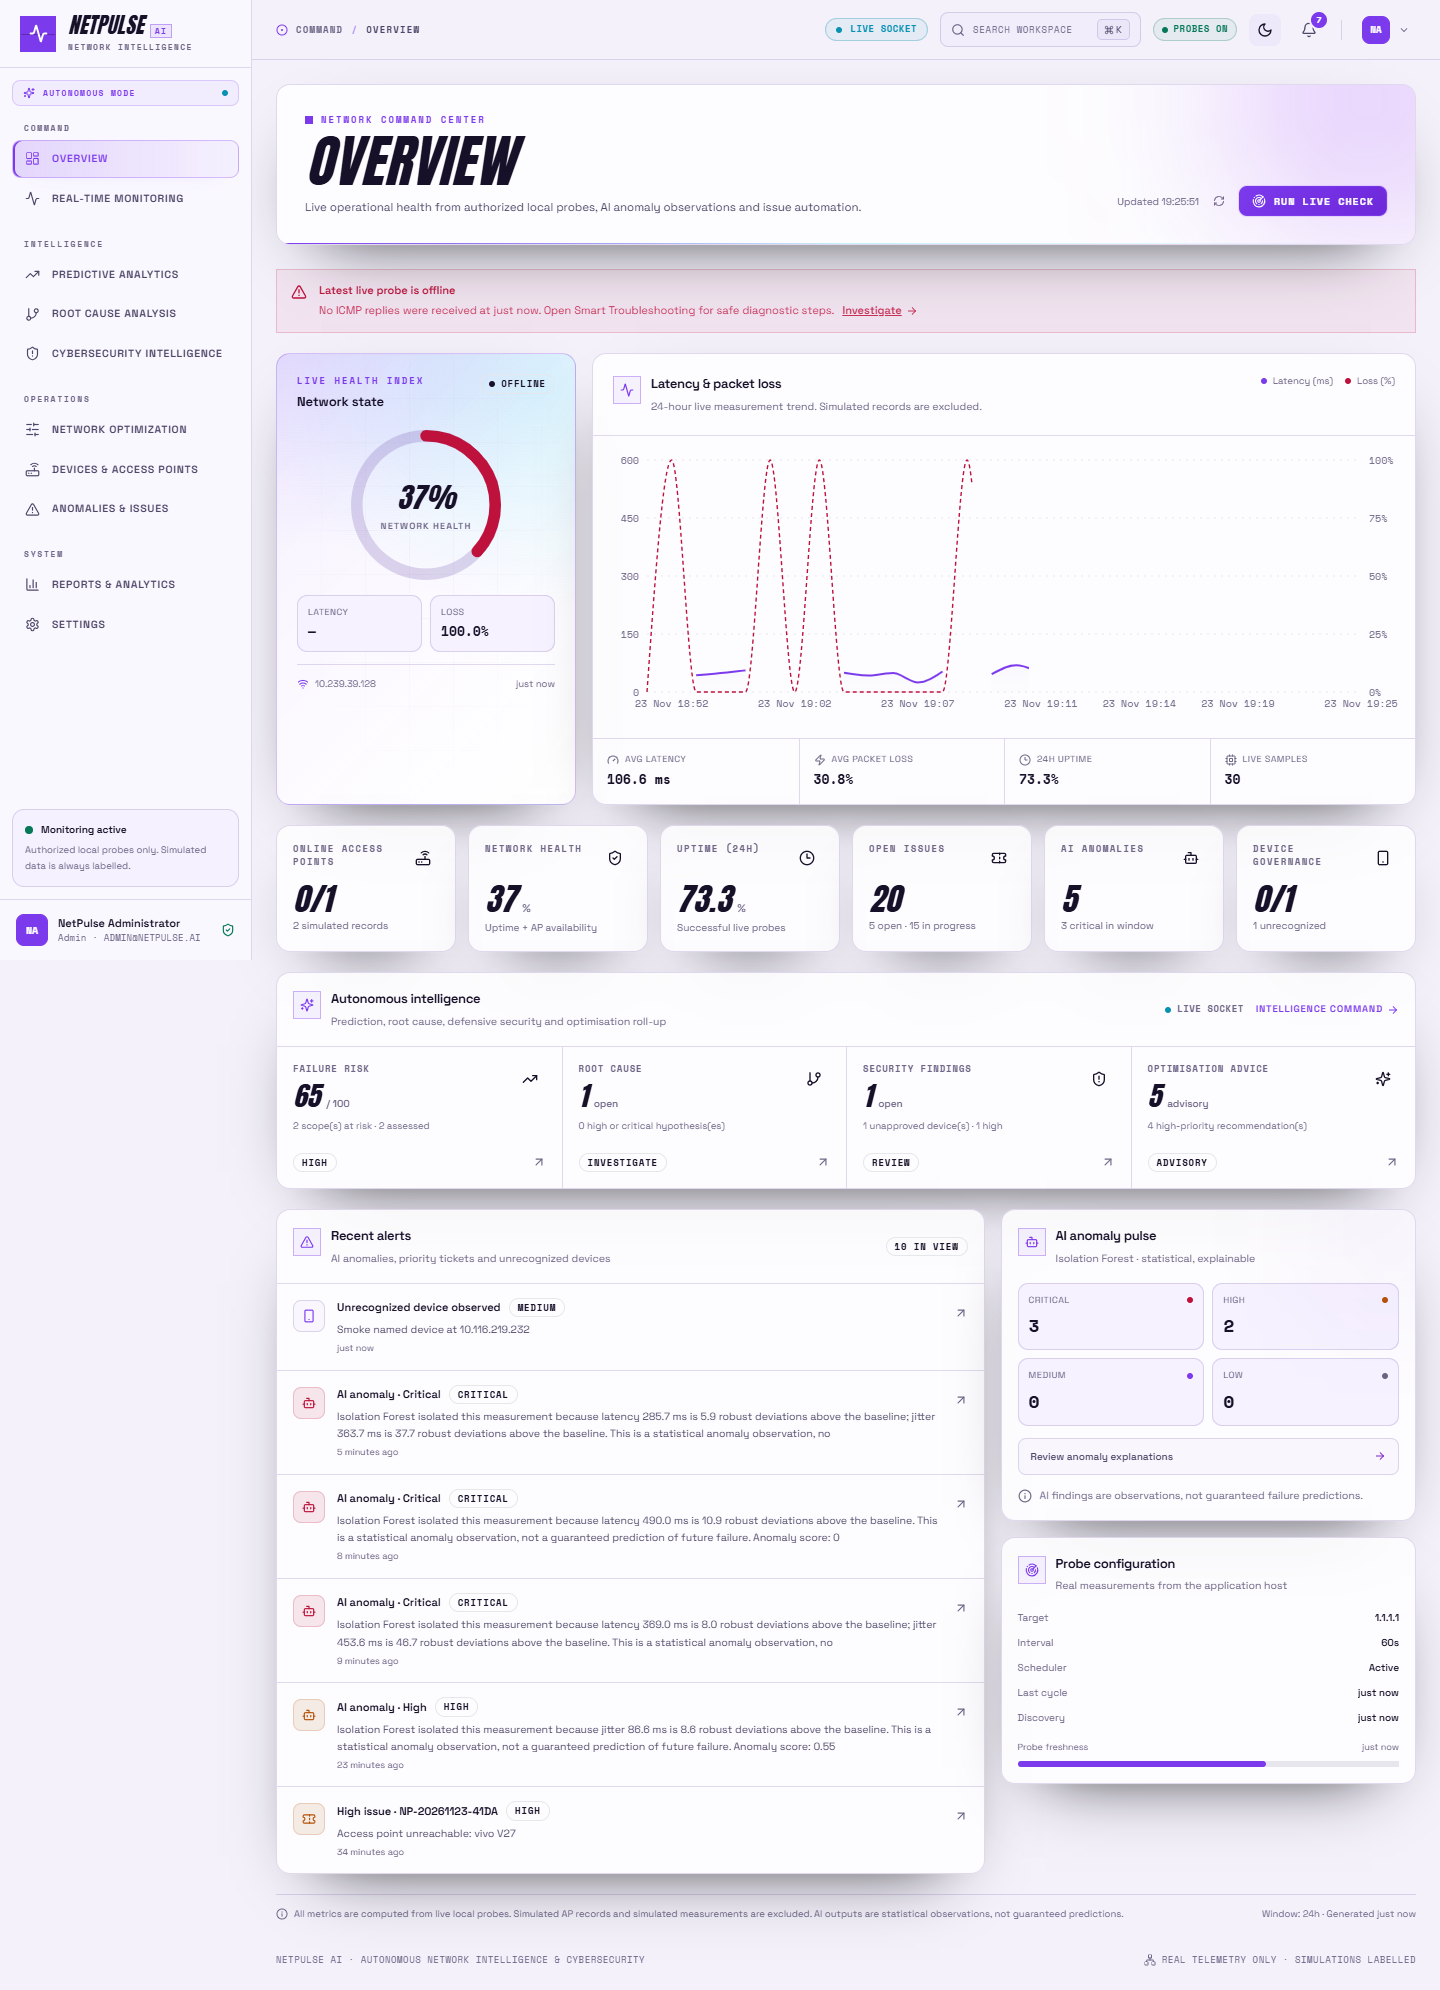 NETPULSE AI
NETWORK INTELLIGENCE
AUTONOMOUS MODE
COMMAND
OVERVIEW
REAL-TIME MONITORING
INTELLIGENCE
PREDICTIVE ANALYTICS
ROOT CAUSE ANALYSIS
CYBERSECURITY INTELLIGENCE
OPERATIONS
NETWORK OPTIMIZATION
DEVICES & ACCESS POINTS
ANOMALIES & ISSUES
SYSTEM
REPORTS & ANALYTICS
SETTINGS
Monitoring active
Authorized local probes only. Simulated
data is always labelled.
NA
NetPulse Administrator
Admin · ADMIN@NETPULSE.AI
COMMAND / OVERVIEW
LIVE SOCKET
SEARCH WORKSPACE ⌘K
PROBES ON
7
NA
NETWORK COMMAND CENTER
OVERVIEW
Live operational health from authorized local probes, AI anomaly observations and issue automation.
Updated 19:25:51
RUN LIVE CHECK
Latest live probe is offline
No ICMP replies were received at just now. Open Smart Troubleshooting for safe diagnostic steps. Investigate →
LIVE HEALTH INDEX
OFFLINE
Network state
37%
NETWORK HEALTH
LATENCY
—
LOSS
100.0%
10.239.39.128
just now
Latency & packet loss
24-hour live measurement trend. Simulated records are excluded.
Latency (ms) Loss (%)
600 100%
450 75%
300 50%
150 25%
0 0%
23 Nov 18:52 23 Nov 19:02 23 Nov 19:07 23 Nov 19:11 23 Nov 19:14 23 Nov 19:19 23 Nov 19:25
AVG LATENCY
106.6 ms
AVG PACKET LOSS
30.8%
24H UPTIME
73.3%
LIVE SAMPLES
30
ONLINE ACCESS
POINTS
0/1
2 simulated records
NETWORK HEALTH
37 %
Uptime + AP availability
UPTIME (24H)
73.3 %
Successful live probes
OPEN ISSUES
20
5 open · 15 in progress
AI ANOMALIES
5
3 critical in window
DEVICE
GOVERNANCE
0/1
1 unrecognized
Autonomous intelligence
Prediction, root cause, defensive security and optimisation roll-up
LIVE SOCKET
INTELLIGENCE COMMAND →
FAILURE RISK
65 / 100
2 scope(s) at risk · 2 assessed
HIGH
ROOT CAUSE
1 open
0 high or critical hypothesis(es)
INVESTIGATE
SECURITY FINDINGS
1 open
1 unapproved device(s) · 1 high
REVIEW
OPTIMISATION ADVICE
5 advisory
4 high-priority recommendation(s)
ADVISORY
Recent alerts
AI anomalies, priority tickets and unrecognized devices
10 IN VIEW
Unrecognized device observed MEDIUM
Smoke named device at 10.116.219.232
just now
AI anomaly · Critical CRITICAL
Isolation Forest isolated this measurement because latency 285.7 ms is 5.9 robust deviations above the baseline; jitter
363.7 ms is 37.7 robust deviations above the baseline. This is a statistical anomaly observation, no
5 minutes ago
AI anomaly · Critical CRITICAL
Isolation Forest isolated this measurement because latency 490.0 ms is 10.9 robust deviations above the baseline. This
is a statistical anomaly observation, not a guaranteed prediction of future failure. Anomaly score: 0
8 minutes ago
AI anomaly · Critical CRITICAL
Isolation Forest isolated this measurement because latency 369.0 ms is 8.0 robust deviations above the baseline; jitter
453.6 ms is 46.7 robust deviations above the baseline. This is a statistical anomaly observation, no
9 minutes ago
AI anomaly · High HIGH
Isolation Forest isolated this measurement because jitter 86.6 ms is 8.6 robust deviations above the baseline. This is a
statistical anomaly observation, not a guaranteed prediction of future failure. Anomaly score: 0.55
23 minutes ago
High issue · NP-20261123-41DA HIGH
Access point unreachable: vivo V27
34 minutes ago
AI anomaly pulse
Isolation Forest · statistical, explainable
CRITICAL
3
HIGH
2
MEDIUM
0
LOW
0
Review anomaly explanations →
AI findings are observations, not guaranteed failure predictions.
Probe configuration
Real measurements from the application host
Target 1.1.1.1
Interval 60s
Scheduler Active
Last cycle just now
Discovery just now
Probe freshness just now
All metrics are computed from live local probes. Simulated AP records and simulated measurements are excluded. AI outputs are statistical observations, not guaranteed predictions.
Window: 24h · Generated just now
NETPULSE AI · AUTONOMOUS NETWORK INTELLIGENCE & CYBERSECURITY
REAL TELEMETRY ONLY · SIMULATIONS LABELLED